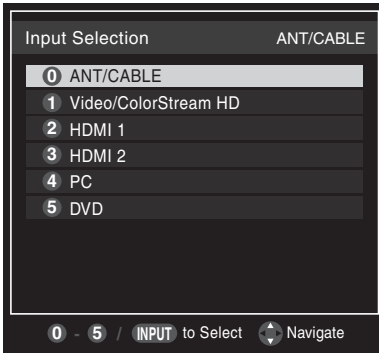 Input Selection ANT/CABLE
0 ANT/CABLE
1 Video/ColorStream HD
2 HDMI 1
3 HDMI 2
4 PC
5 DVD
0 - 5 / INPUT to Select Navigate